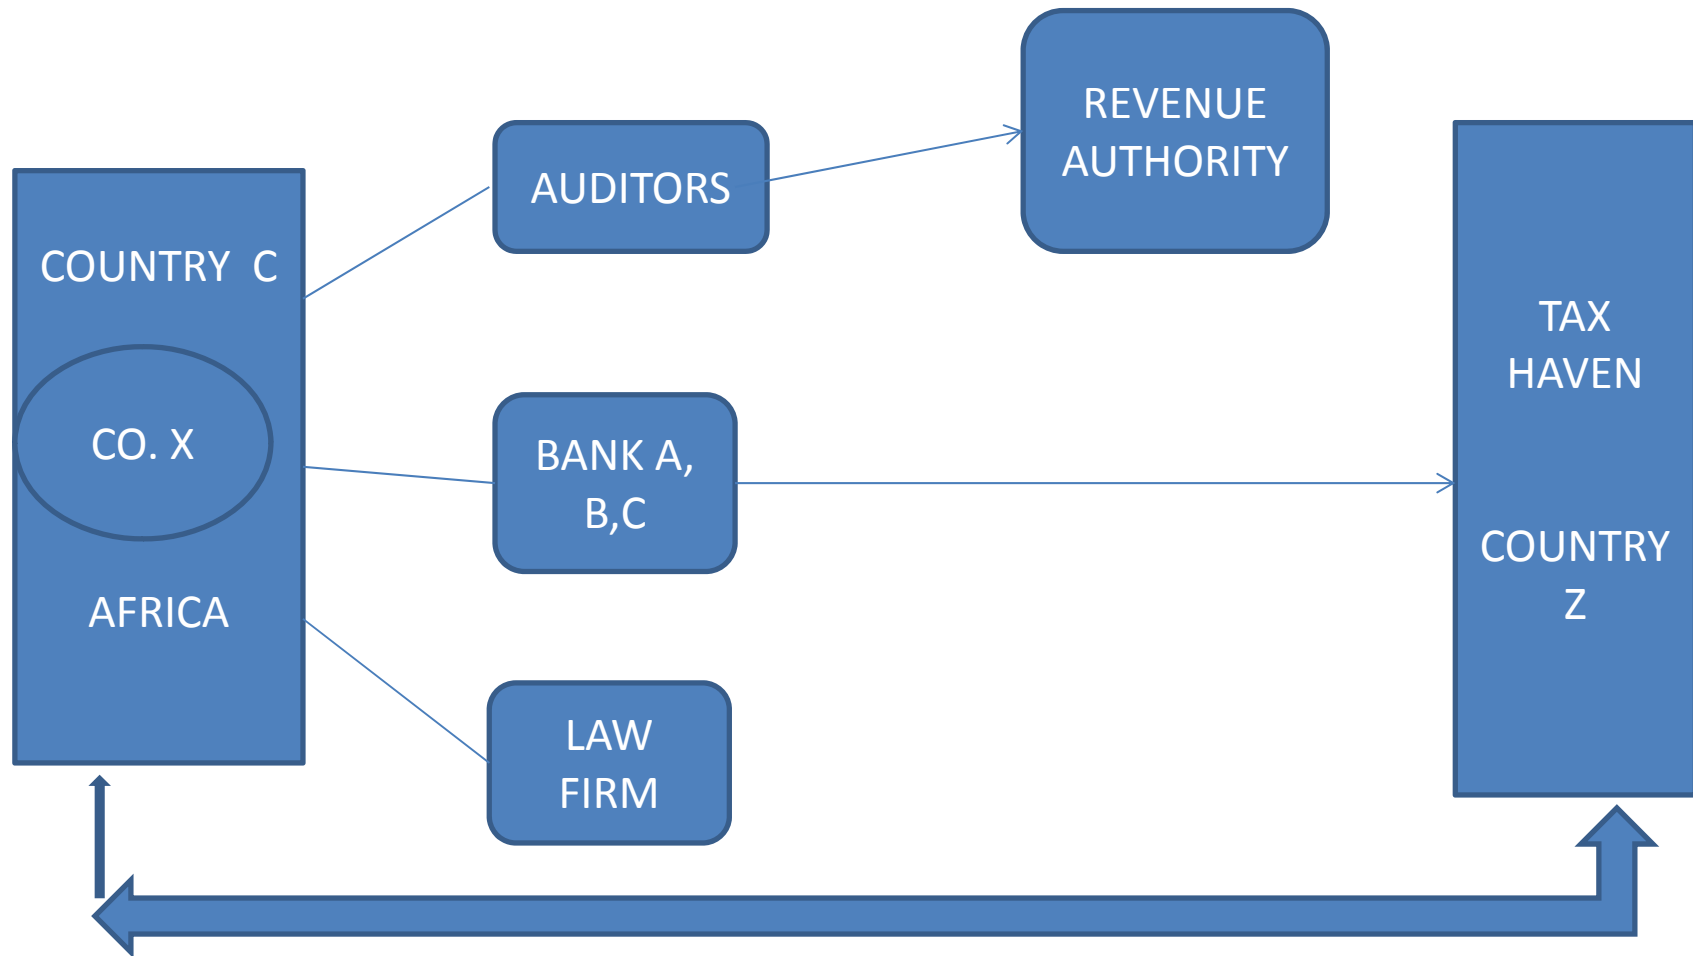 COUNTRY  C
CO. X
AFRICA
AUDITORS
BANK A,
B,C
LAW
FIRM
REVENUE
AUTHORITY
TAX
HAVEN
COUNTRY
Z